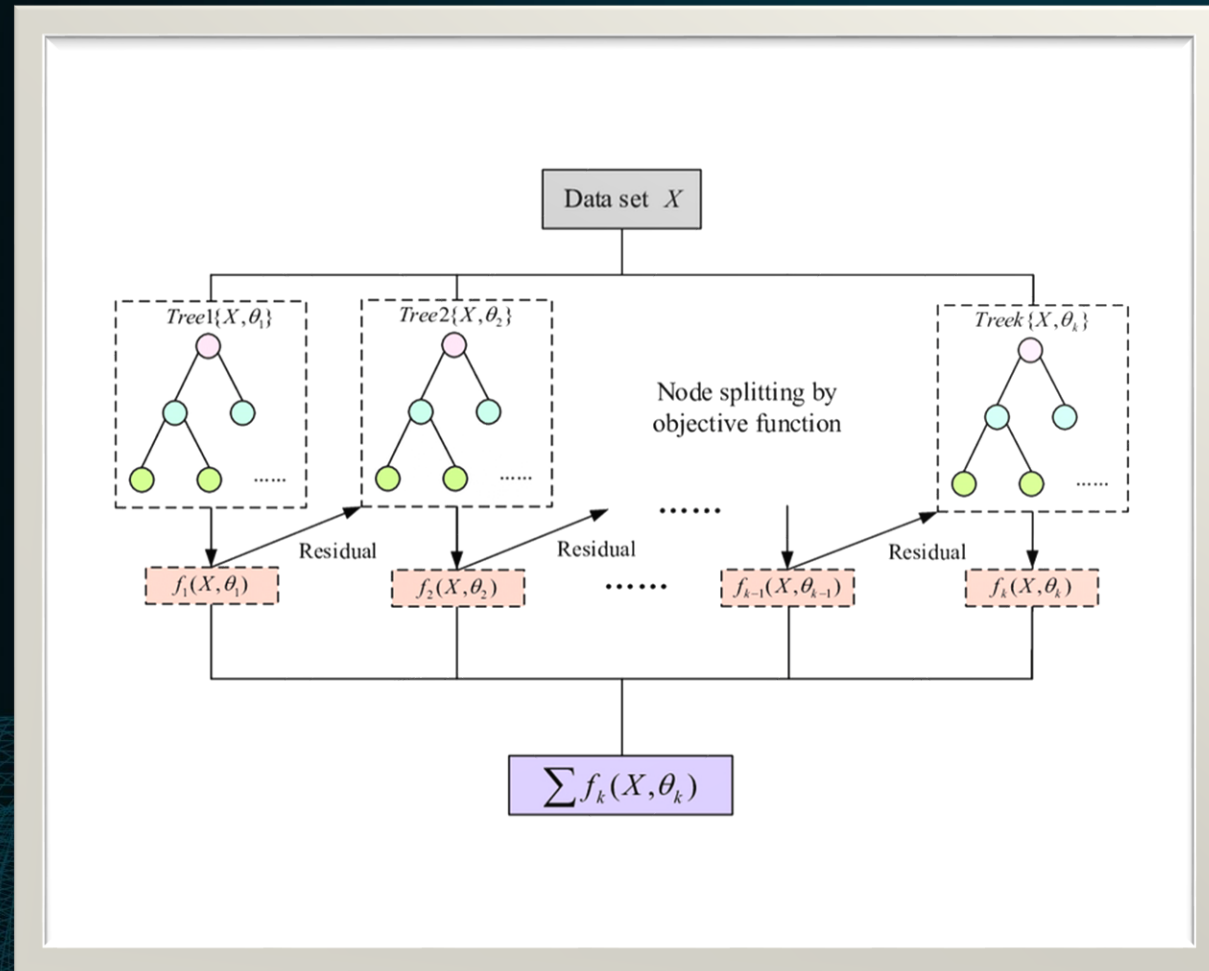 Data set X
Tree1{X,θ₁}
Tree2{X,θ₂}
Treek{X,θₖ}
Node splitting by
objective function
......
......
......
......
Residual
Residual
Residual
f₁(X,θ₁)
f₂(X,θ₂)
......
fₖ₋₁(X,θₖ₋₁)
fₖ(X,θₖ)
∑fₖ(X,θₖ)